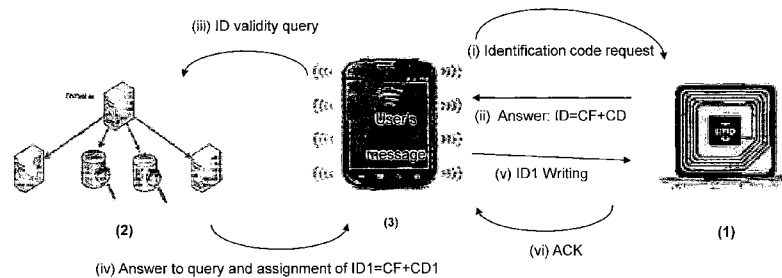 (iii) ID validity query
(i) Identification code request
User's
message
(ii) Answer: ID=CF+CD
(v) ID1 Writing
(2)
(3)
(1)
(vi) ACK
(iv) Answer to query and assignment of ID1=CF+CD1